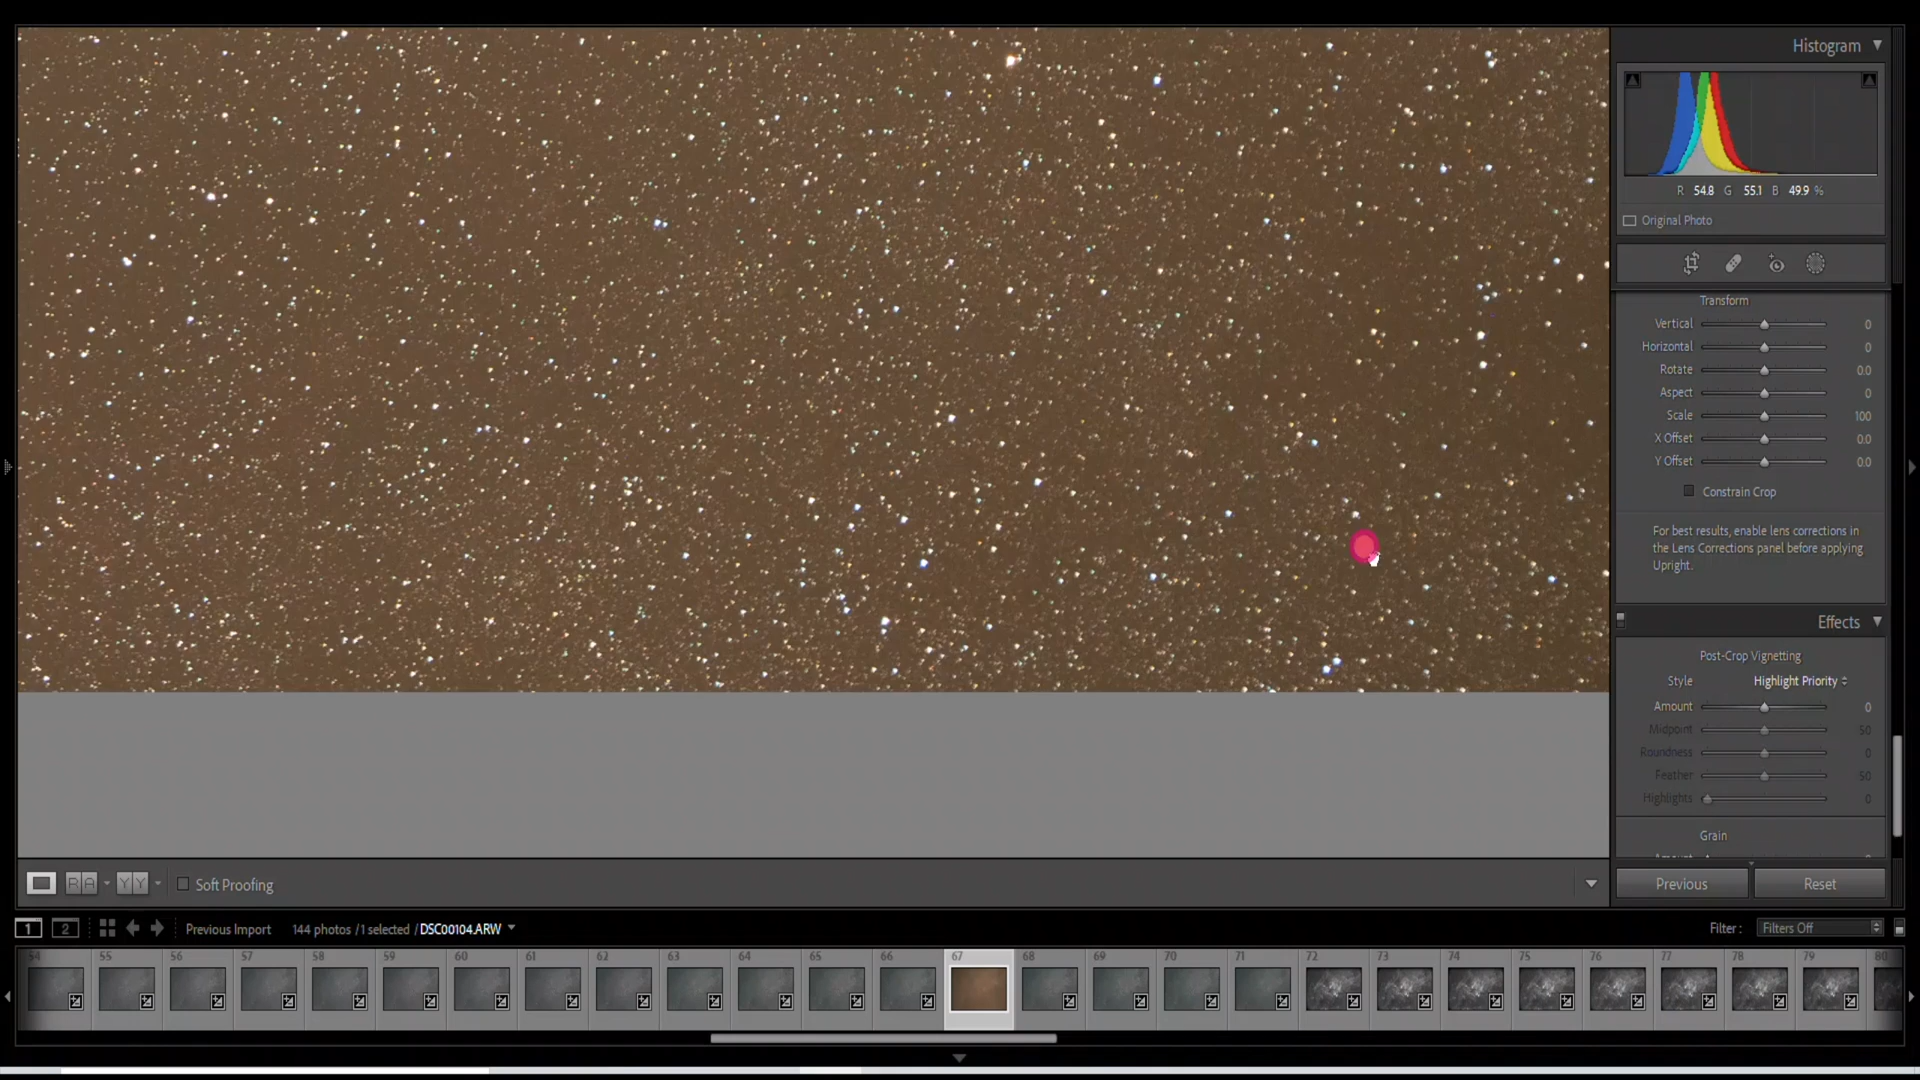 Histogram
R 54.8 G 55.1 B 49.9 %
Original Photo
Transform
Vertical 0
Horizontal 0
Rotate 0.0
Aspect 0
Scale 100
X Offset 0.0
Y Offset 0.0
Constrain Crop
For best results, enable lens corrections in
the Lens Corrections panel before applying
Upright.
Effects
Post-Crop Vignetting
Style Highlight Priority
Amount 0
Midpoint 50
Roundness 0
Feather 50
Highlights 0
Grain
Previous Reset
R A Y Y Soft Proofing
1 2 Previous Import 144 photos / 1 selected / DSC00104.ARW Filter : Filters Off
54 55 56 57 58 59 60 61 62 63 64 65 66 67 68 69 70 71 72 73 74 75 76 77 78 79 80